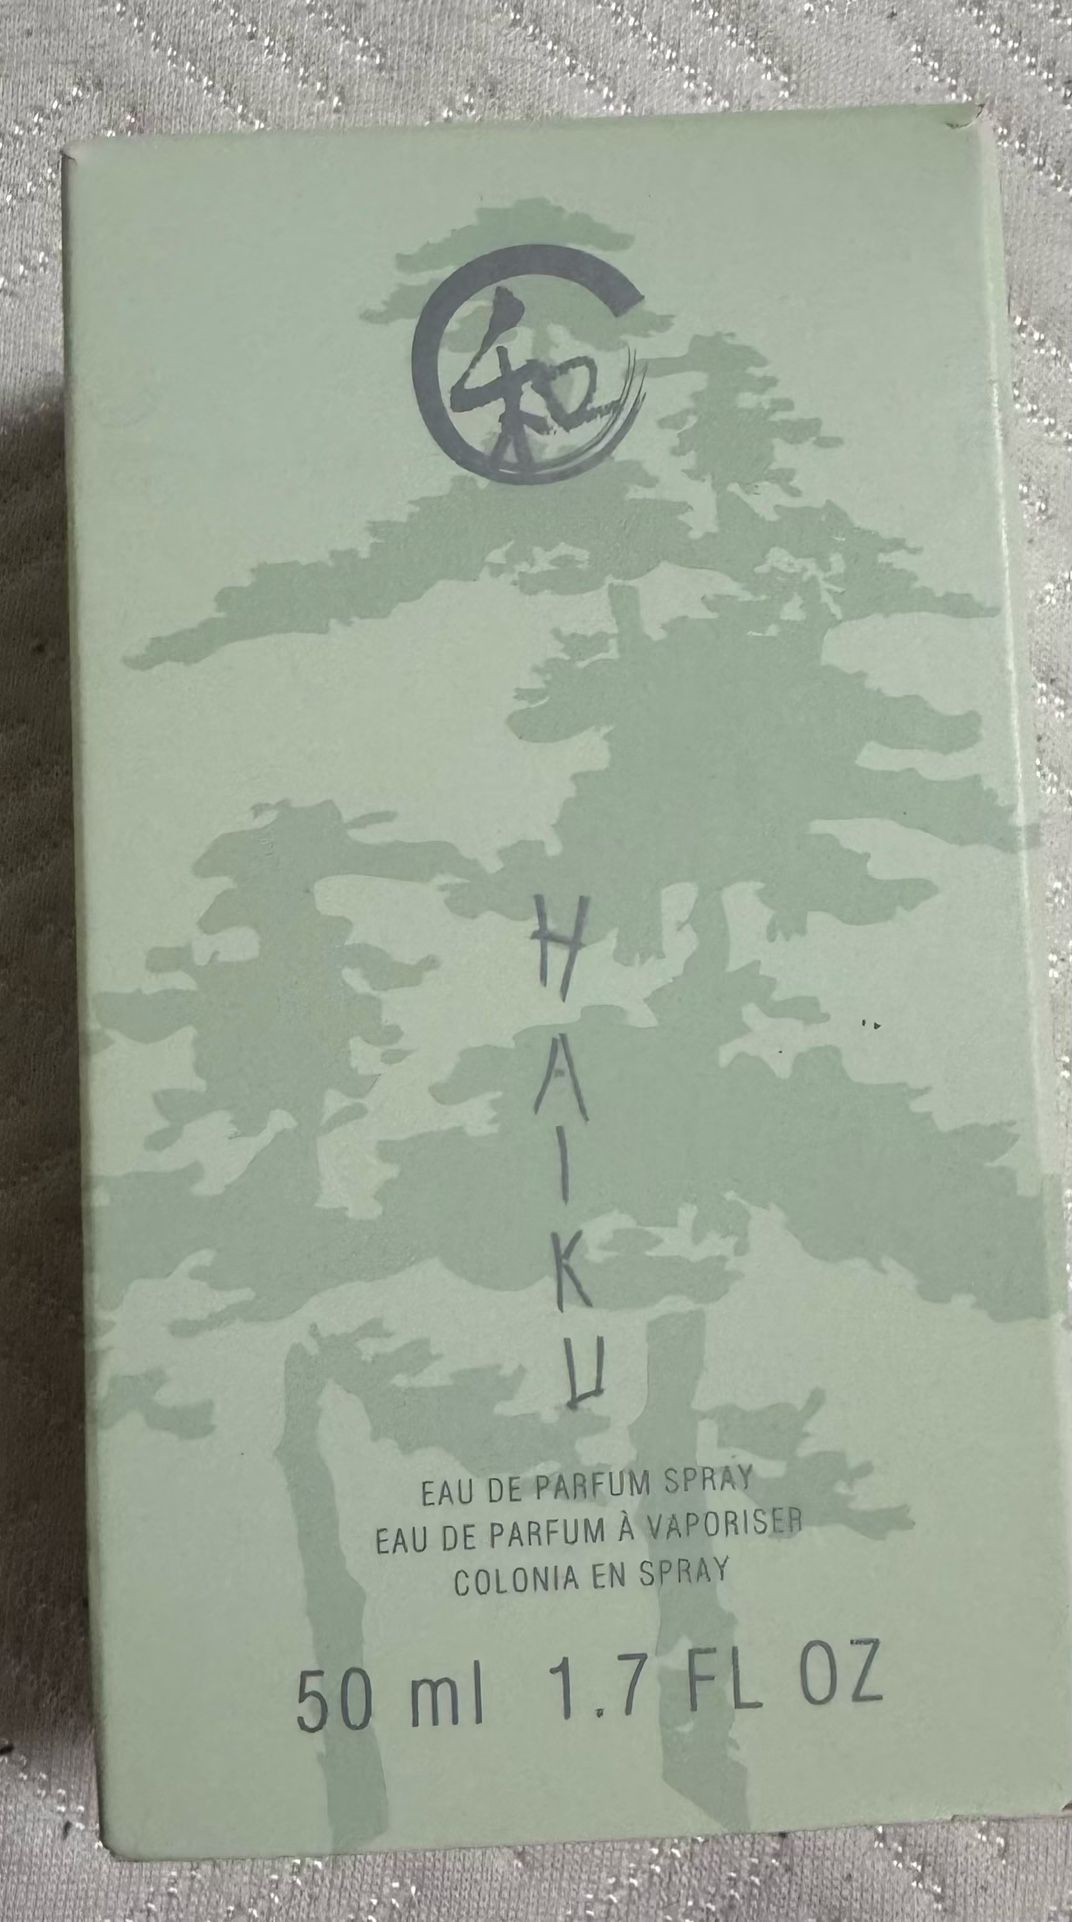 和
HAIKU
EAU DE PARFUM SPRAY
EAU DE PARFUM À VAPORISER
COLONIA EN SPRAY
50 ml 1.7 FL OZ